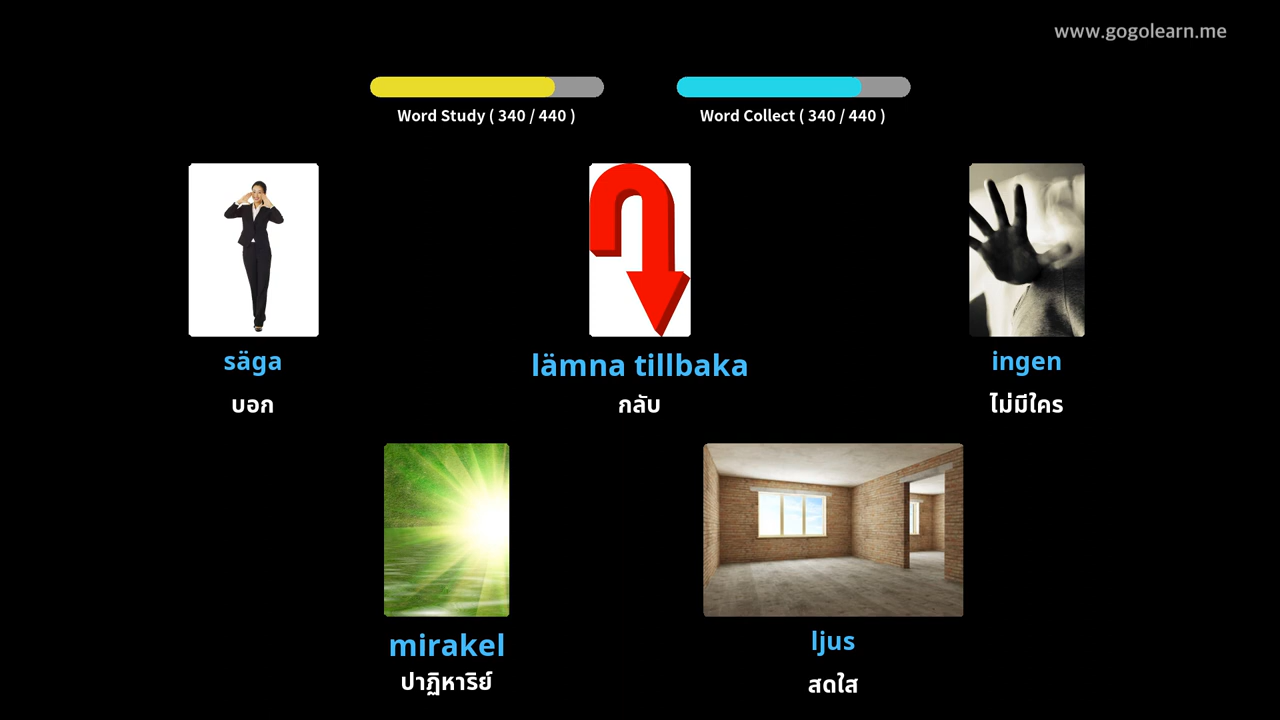 www.gogolearn.me
Word Study ( 340 / 440 )
Word Collect ( 340 / 440 )
säga
บอก
lämna tillbaka
กลับ
ingen
ไม่มีใคร
mirakel
ปาฏิหาริย์
ljus
สดใส